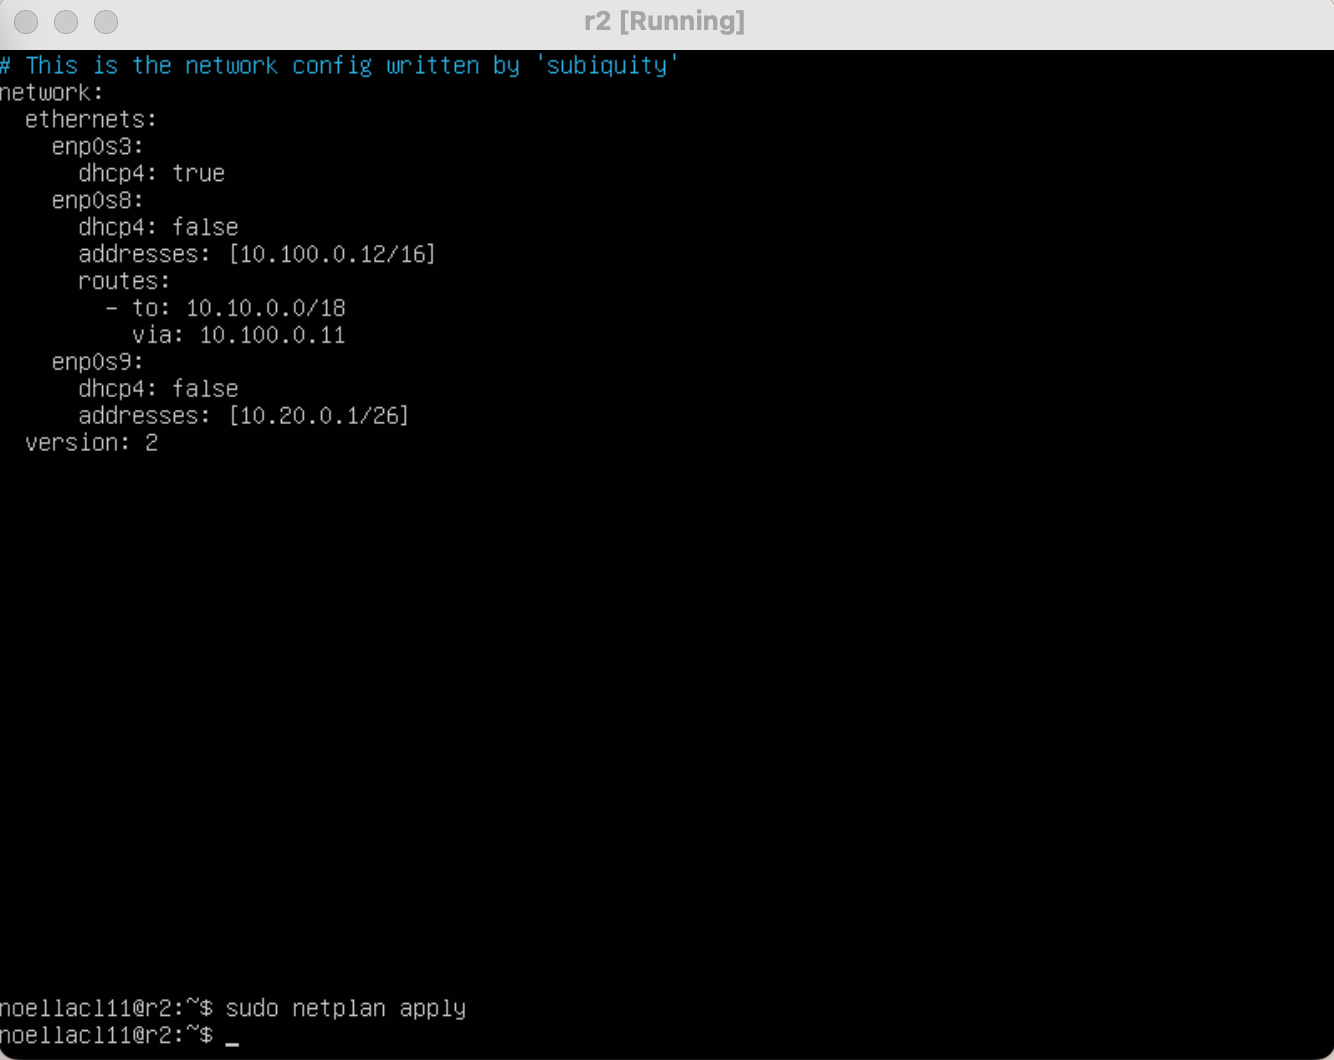 r2 [Running]
# This is the network config written by 'subiquity'
network:
  ethernets:
    enp0s3:
      dhcp4: true
    enp0s8:
      dhcp4: false
      addresses: [10.100.0.12/16]
      routes:
        - to: 10.10.0.0/18
          via: 10.100.0.11
    enp0s9:
      dhcp4: false
      addresses: [10.20.0.1/26]
  version: 2
noellacl11@r2:~$ sudo netplan apply
noellacl11@r2:~$ _